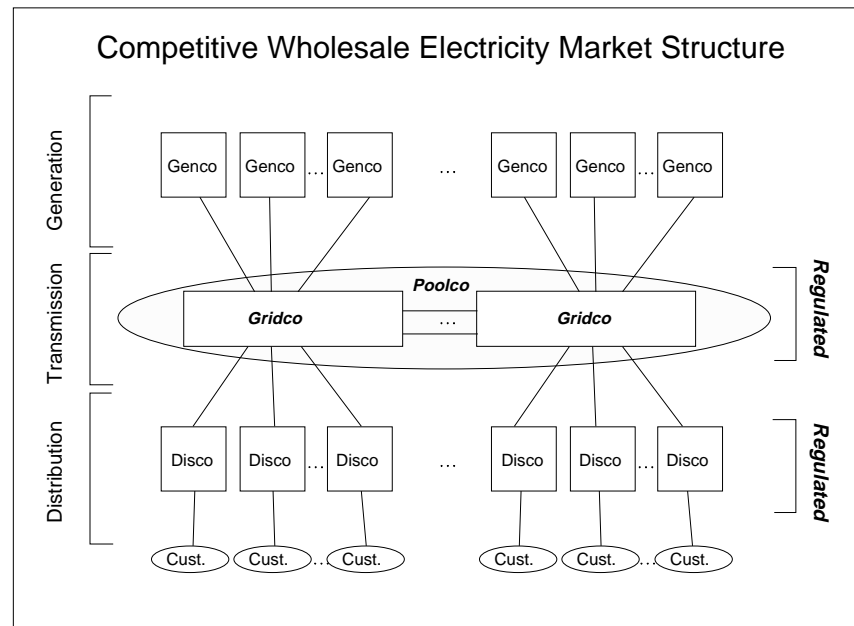 Competitive Wholesale Electricity Market Structure
Generation
Genco Genco ... Genco ... Genco Genco ... Genco
Transmission
Poolco
Gridco ... Gridco
Regulated
Distribution
Disco Disco ... Disco ... Disco Disco ... Disco
Regulated
Cust. Cust. ... Cust. Cust. Cust. ... Cust.